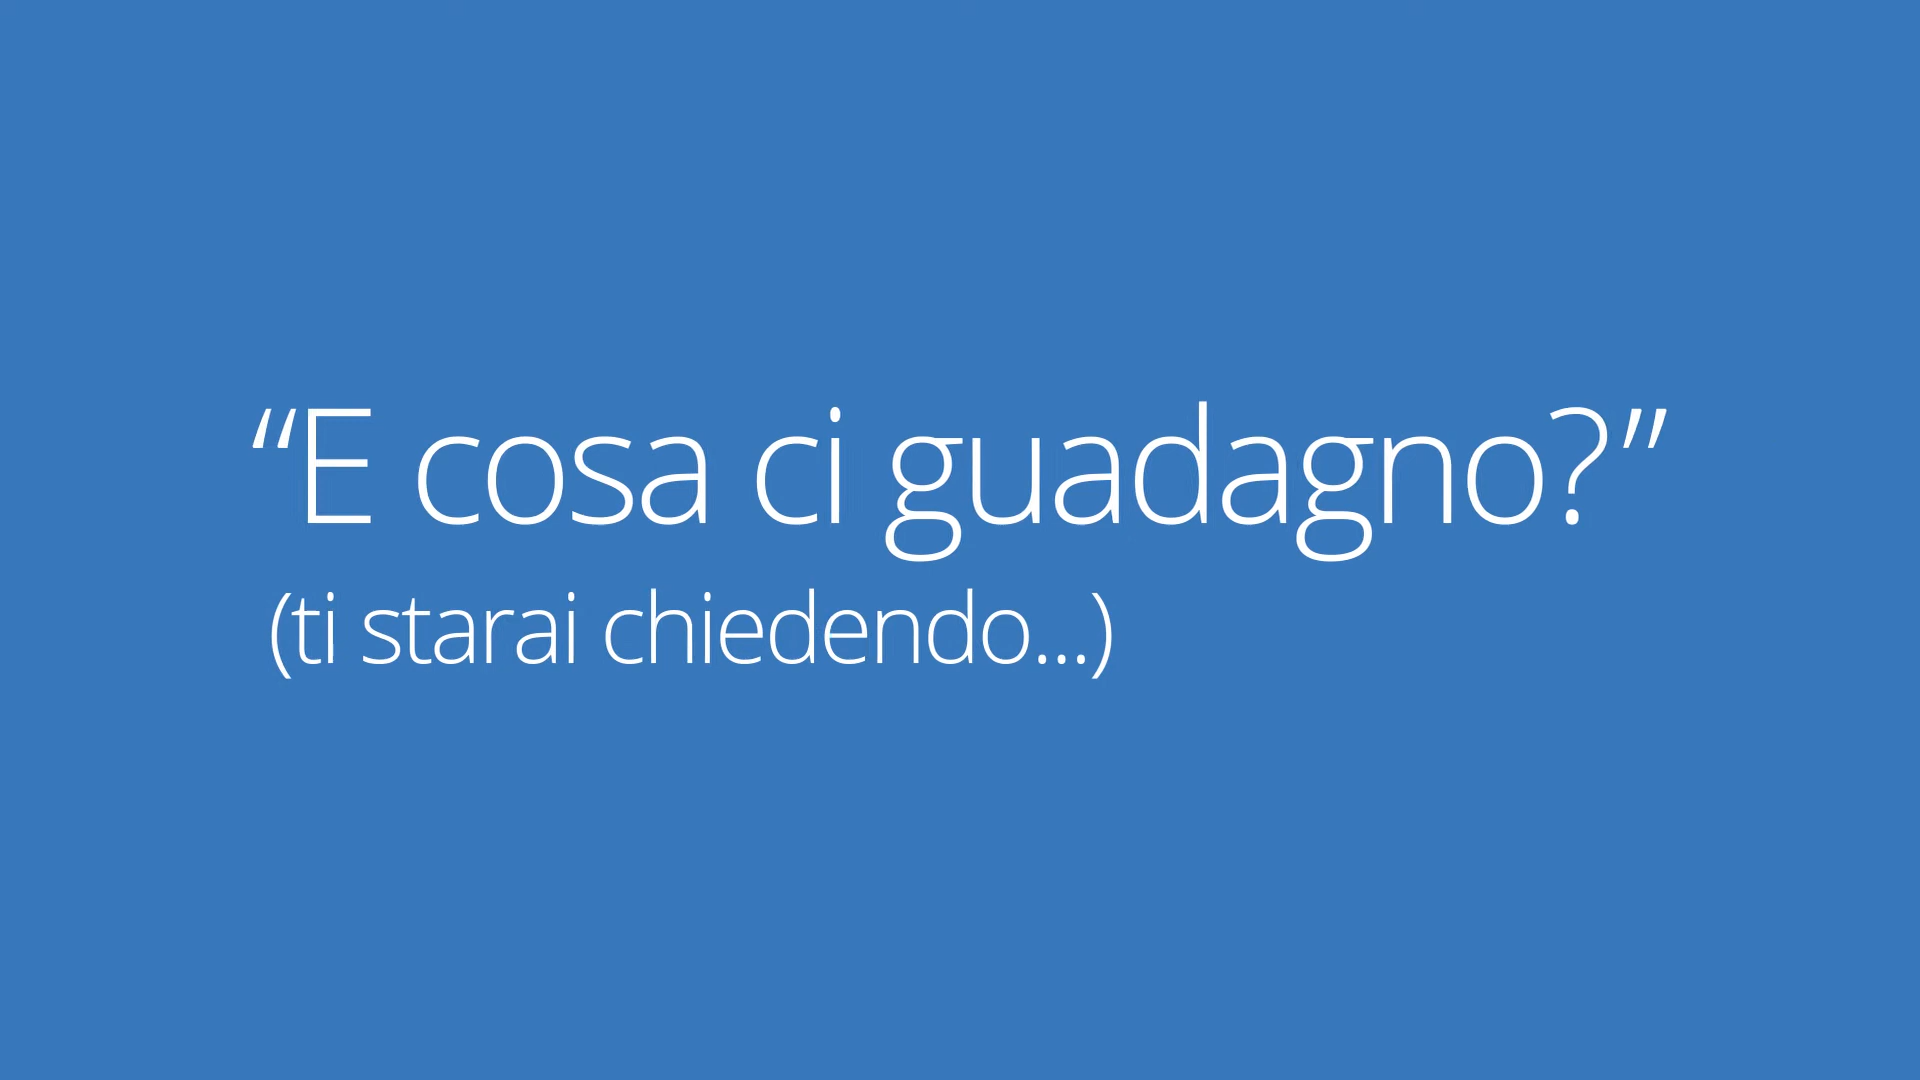 “E cosa ci guadagno?”
(ti starai chiedendo...)